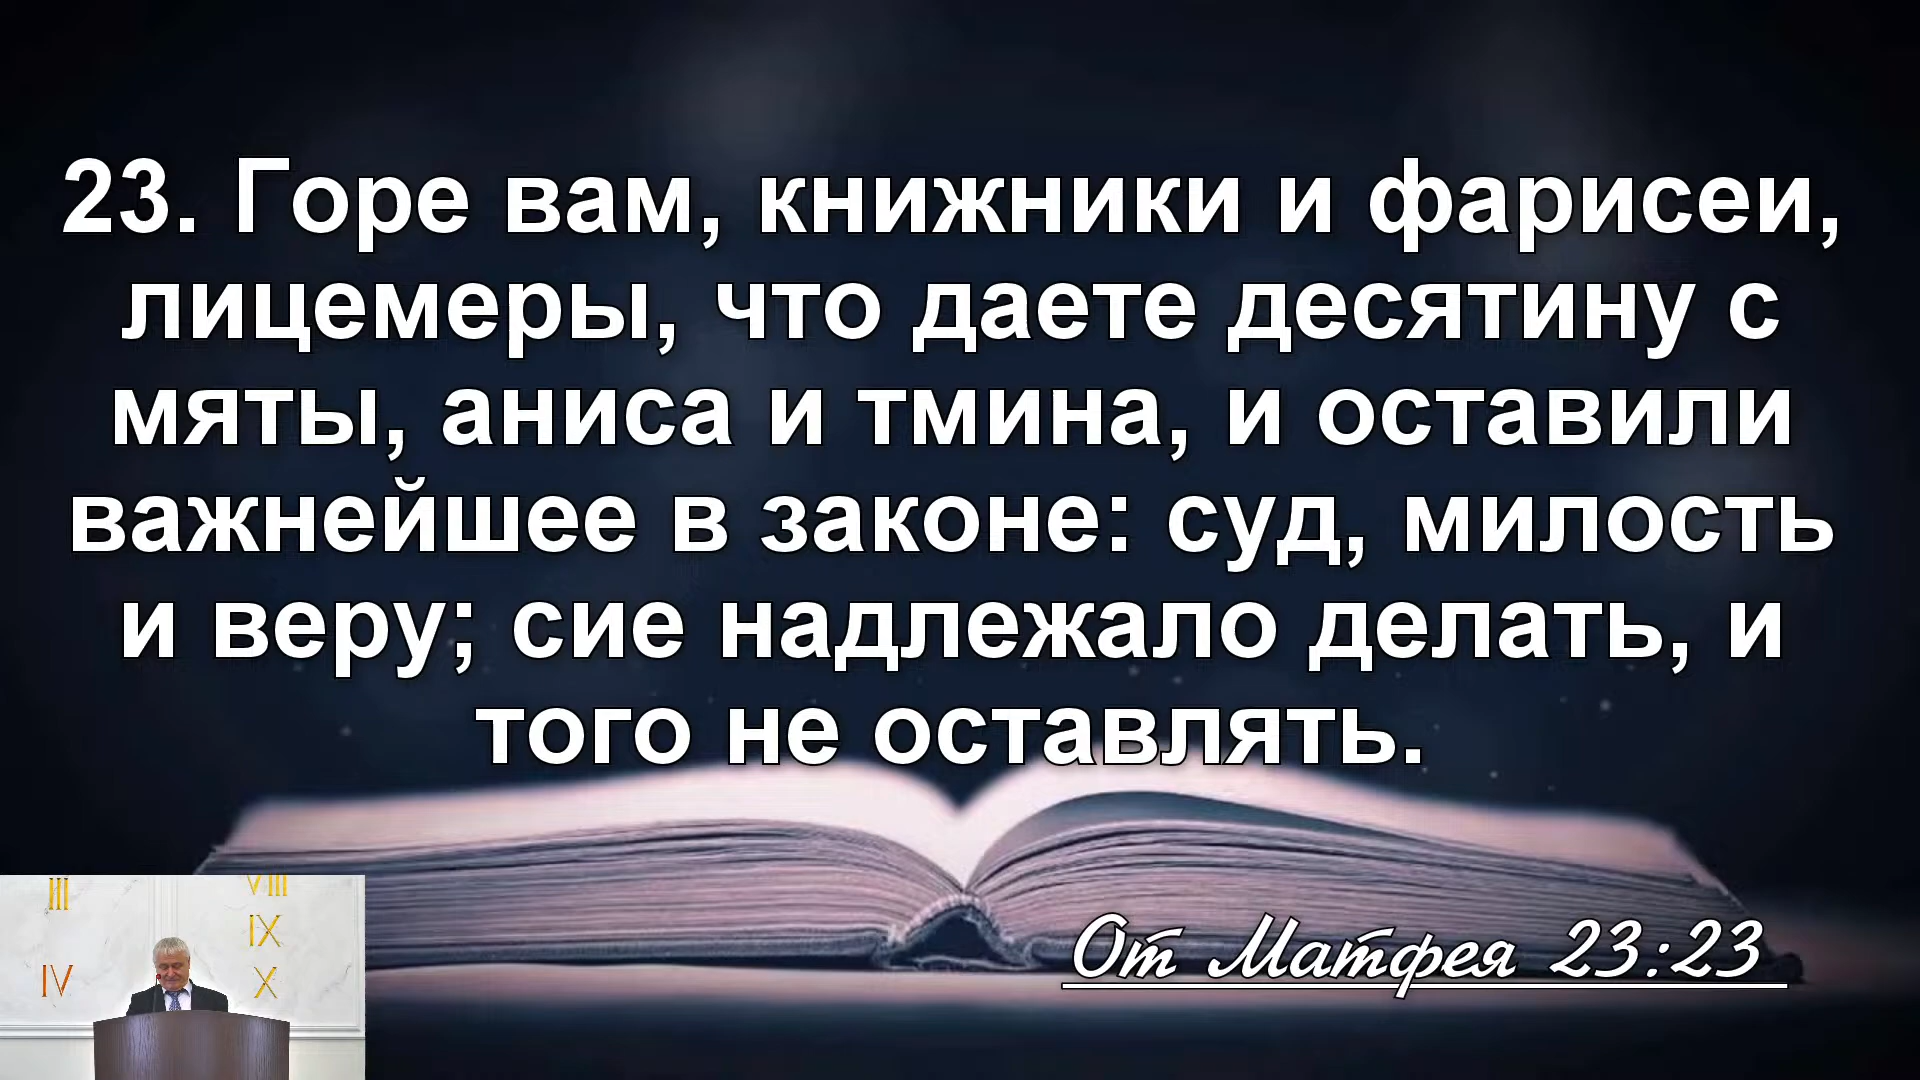 23. Горе вам, книжники и фарисеи,
лицемеры, что даете десятину с
мяты, аниса и тмина, и оставили
важнейшее в законе: суд, милость
и веру; сие надлежало делать, и
того не оставлять.
От Матфея 23:23
III
VIII
IX
IV
X